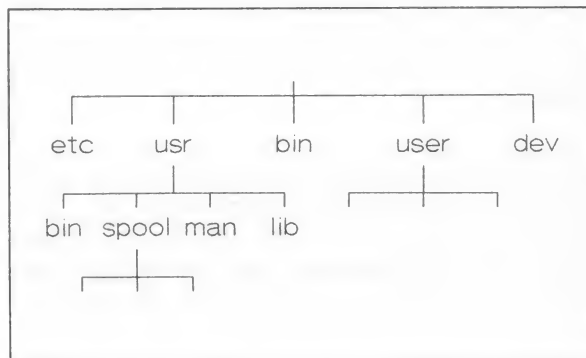 etc usr bin user dev
bin spool man lib